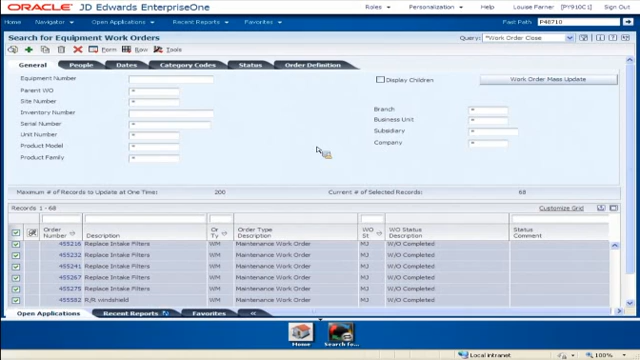 ORACLE JD Edwards EnterpriseOne Roles Personalization Help Louise Farner [PY910C1] Sign Out
Home Navigator Open Applications Recent Reports Favorites Fast Path P48710
Search for Equipment Work Orders Query: *Work Order Close
Form Row Tools
General People Dates Category Codes Status Order Definition
Equipment Number Display Children Work Order Mass Update
Parent WO *
Site Number *
Inventory Number Branch *
Serial Number * Business Unit *
Unit Number * Subsidiary *
Product Model * Company *
Product Family *
Maximum # of Records to Update at One Time: 200 Current # of Selected Records: 68
Records 1 - 68 Customize Grid
Order Number Description Or Ty Order Type Description WO St WO Status Description Status Comment
455216 Replace Intake Filters WM Maintenance Work Order MJ W/O Completed
455232 Replace Intake Filters WM Maintenance Work Order MJ W/O Completed
455241 Replace Intake Filters WM Maintenance Work Order MJ W/O Completed
455267 Replace Intake Filters WM Maintenance Work Order MJ W/O Completed
455275 Replace Intake Filters WM Maintenance Work Order MJ W/O Completed
455582 R/R windshield WM Maintenance Work Order MJ W/O Completed
Open Applications Recent Reports Favorites
Home Search fo...
Local intranet 100%